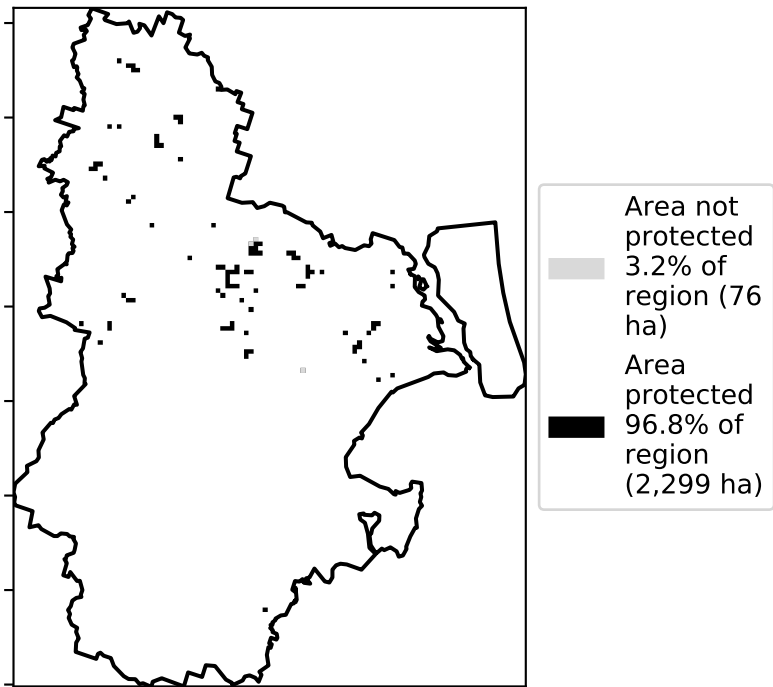 Area not
protected
3.2% of
region (76
ha)
Area
protected
96.8% of
region
(2,299 ha)